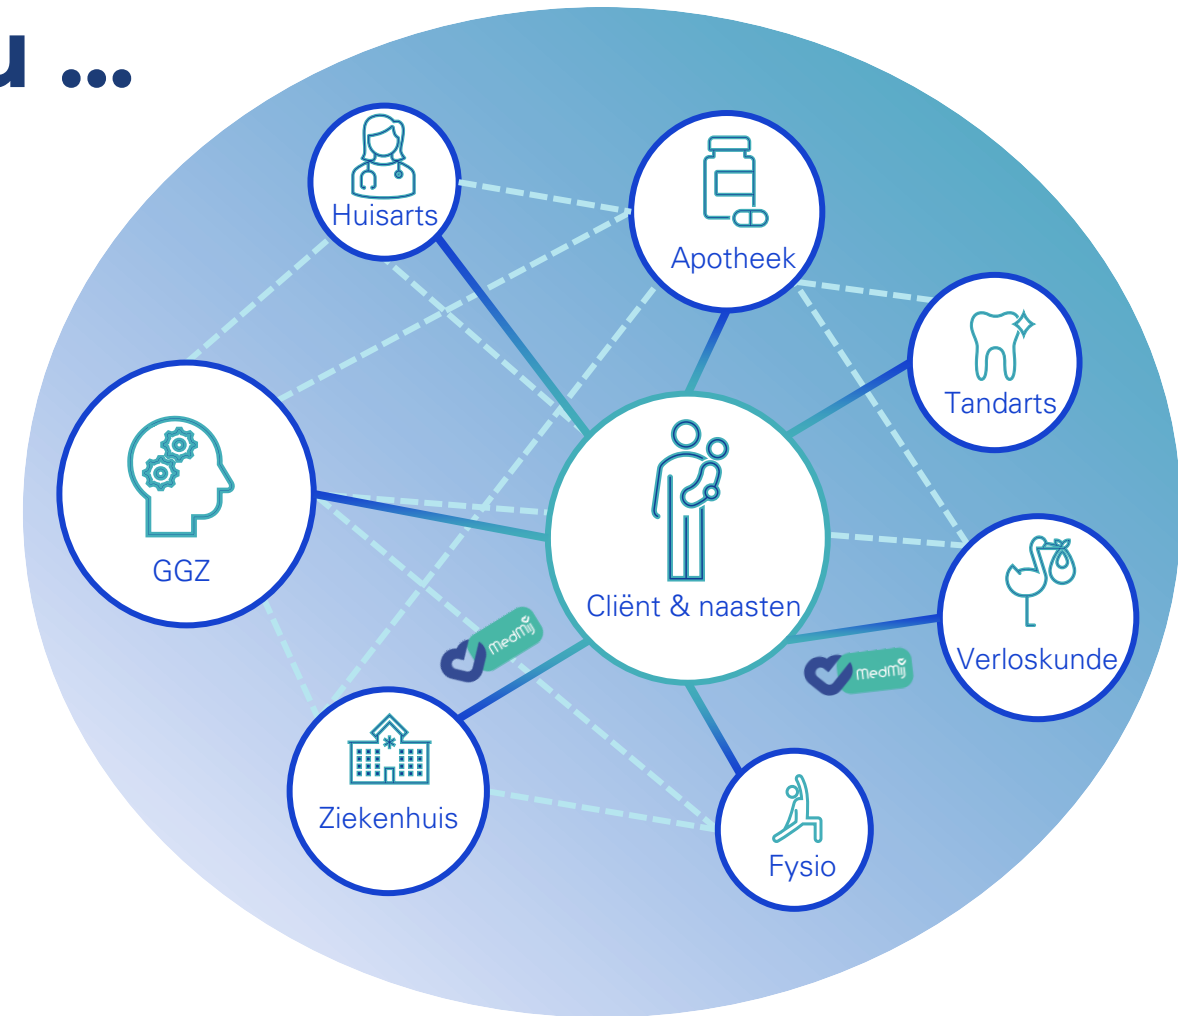 u ...
Huisarts
Apotheek
Tandarts
GGZ
Cliënt & naasten
MedMij
Verloskunde
MedMij
Ziekenhuis
Fysio